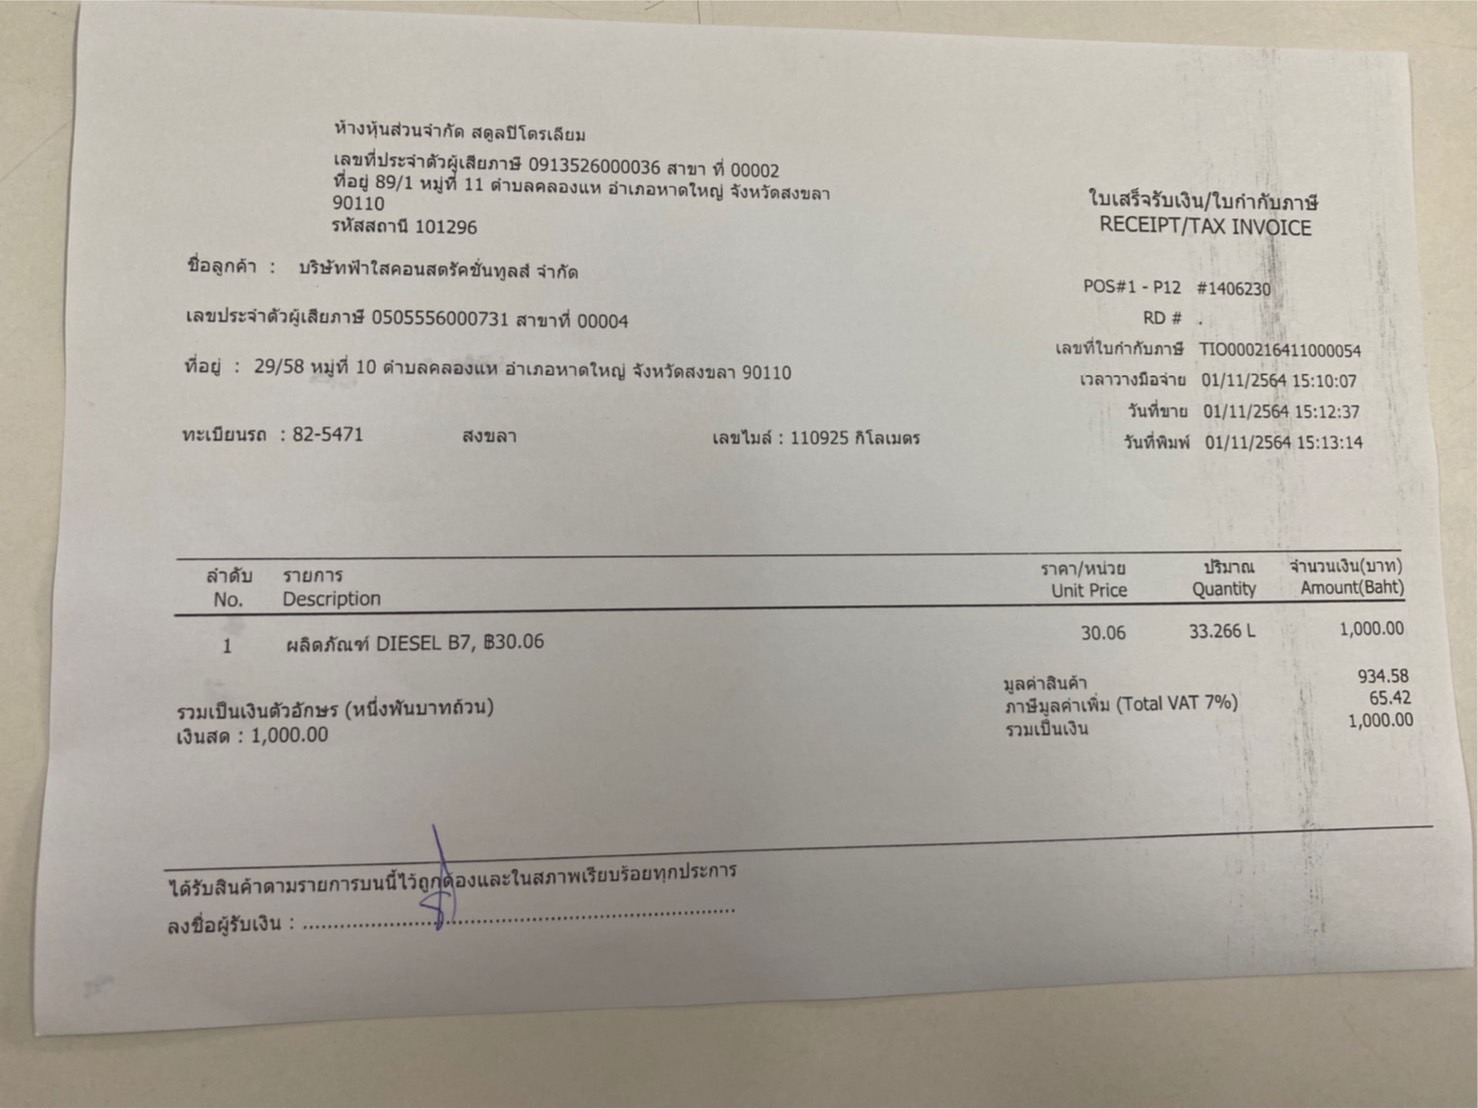 ห้างหุ้นส่วนจำกัด สตูลปิโตรเลียม
เลขที่ประจำตัวผู้เสียภาษี 0913526000036 สาขา ที่ 00002
ที่อยู่ 89/1 หมู่ที่ 11 ตำบลคลองแห อำเภอหาดใหญ่ จังหวัดสงขลา
90110
รหัสสถานี 101296
ใบเสร็จรับเงิน/ใบกำกับภาษี
RECEIPT/TAX INVOICE
ชื่อลูกค้า : บริษัทฟ้าใสคอนสตรัคชั่นทูลส์ จำกัด
POS#1 - P12 #1406230
เลขประจำตัวผู้เสียภาษี 0505556000731 สาขาที่ 00004
RD # .
เลขที่ใบกำกับภาษี TIO000216411000054
ที่อยู่ : 29/58 หมู่ที่ 10 ตำบลคลองแห อำเภอหาดใหญ่ จังหวัดสงขลา 90110
เวลาวางมือจ่าย 01/11/2564 15:10:07
วันที่ขาย 01/11/2564 15:12:37
ทะเบียนรถ : 82-5471 สงขลา เลขไมล์ : 110925 กิโลเมตร
วันที่พิมพ์ 01/11/2564 15:13:14
ลำดับ รายการ ราคา/หน่วย ปริมาณ จำนวนเงิน(บาท)
No. Description Unit Price Quantity Amount(Baht)
1 ผลิตภัณฑ์ DIESEL B7, ฿30.06 30.06 33.266 L 1,000.00
มูลค่าสินค้า 934.58
ภาษีมูลค่าเพิ่ม (Total VAT 7%) 65.42
รวมเป็นเงิน 1,000.00
รวมเป็นเงินตัวอักษร (หนึ่งพันบาทถ้วน)
เงินสด : 1,000.00
ได้รับสินค้าตามรายการบนนี้ไว้ถูกต้องและในสภาพเรียบร้อยทุกประการ
ลงชื่อผู้รับเงิน : ......................................................................